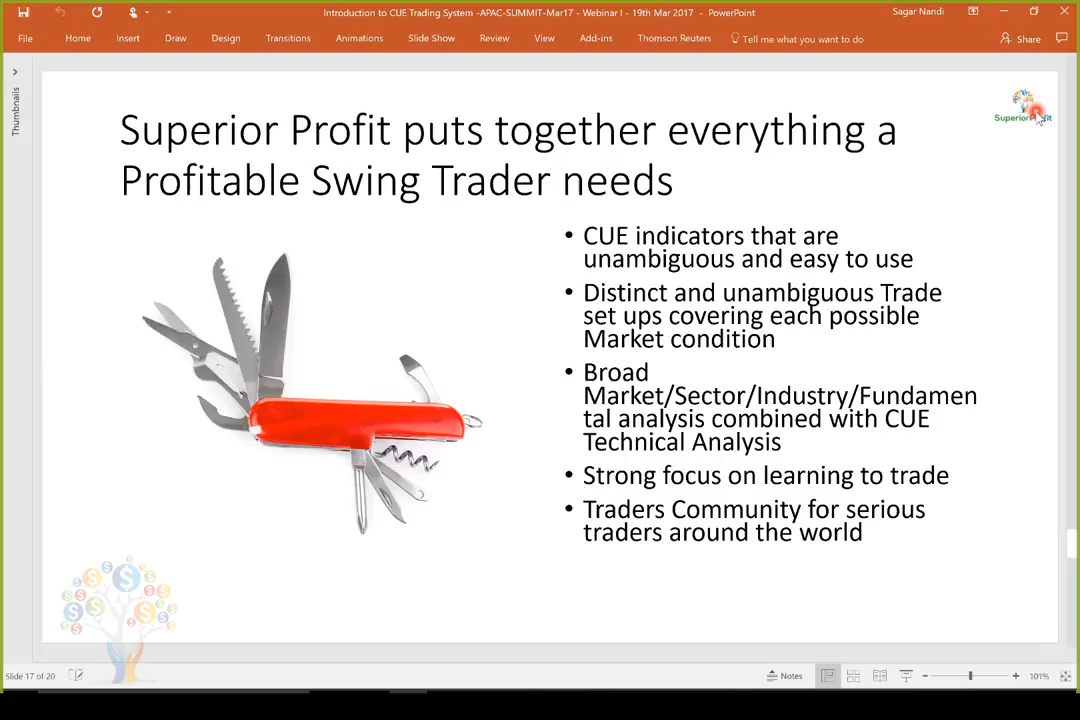 Introduction to CUE Trading System -APAC-SUMMIT-Mar17 - Webinar I - 19th Mar 2017 - PowerPoint
Sagar Nandi
File Home Insert Draw Design Transitions Animations Slide Show Review View Add-ins Thomson Reuters Tell me what you want to do Share
Thumbnails
Superior Profit puts together everything a
Profitable Swing Trader needs
• CUE indicators that are
unambiguous and easy to use
• Distinct and unambiguous Trade
set ups covering each possible
Market condition
• Broad
Market/Sector/Industry/Fundamen
tal analysis combined with CUE
Technical Analysis
• Strong focus on learning to trade
• Traders Community for serious
traders around the world
Slide 17 of 20
Notes
101%